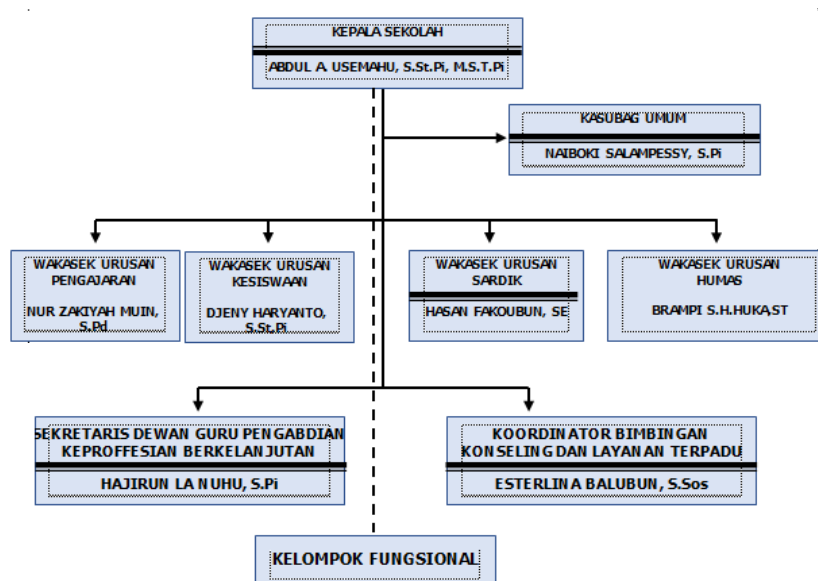 KEPALA SEKOLAH
ABDUL A. USEMAHU, S.St.Pi, M.S.T.Pi
KASUBAG UMUM
NAIBOKI SALAMPESSY, S.Pi
WAKASEK URUSAN
PENGAJARAN
NUR ZAKIYAH MUIN,
S.Pd
WAKASEK URUSAN
KESISWAAN
DJENY HARYANTO,
S.St.Pi
WAKASEK URUSAN
SARDIK
HASAN FAKOUBUN, SE
WAKASEK URUSAN
HUMAS
BRAMPI S.H.HUKA,ST
SEKRETARIS DEWAN GURU PENGABDIAN
KEPROFFESIAN BERKELANJUTAN
HAJIRUN LA NUHU, S.Pi
KOORDINATOR BIMBINGAN
KONSELING DAN LAYANAN TERPADU
ESTERLINA BALUBUN, S.Sos
KELOMPOK FUNGSIONAL